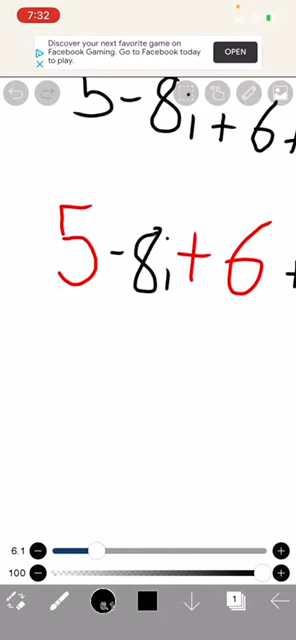 7:32
Discover your next favorite game on
Facebook Gaming. Go to Facebook today
to play.
OPEN
5-8i+6+
5-8i+6+
6.1
100
1